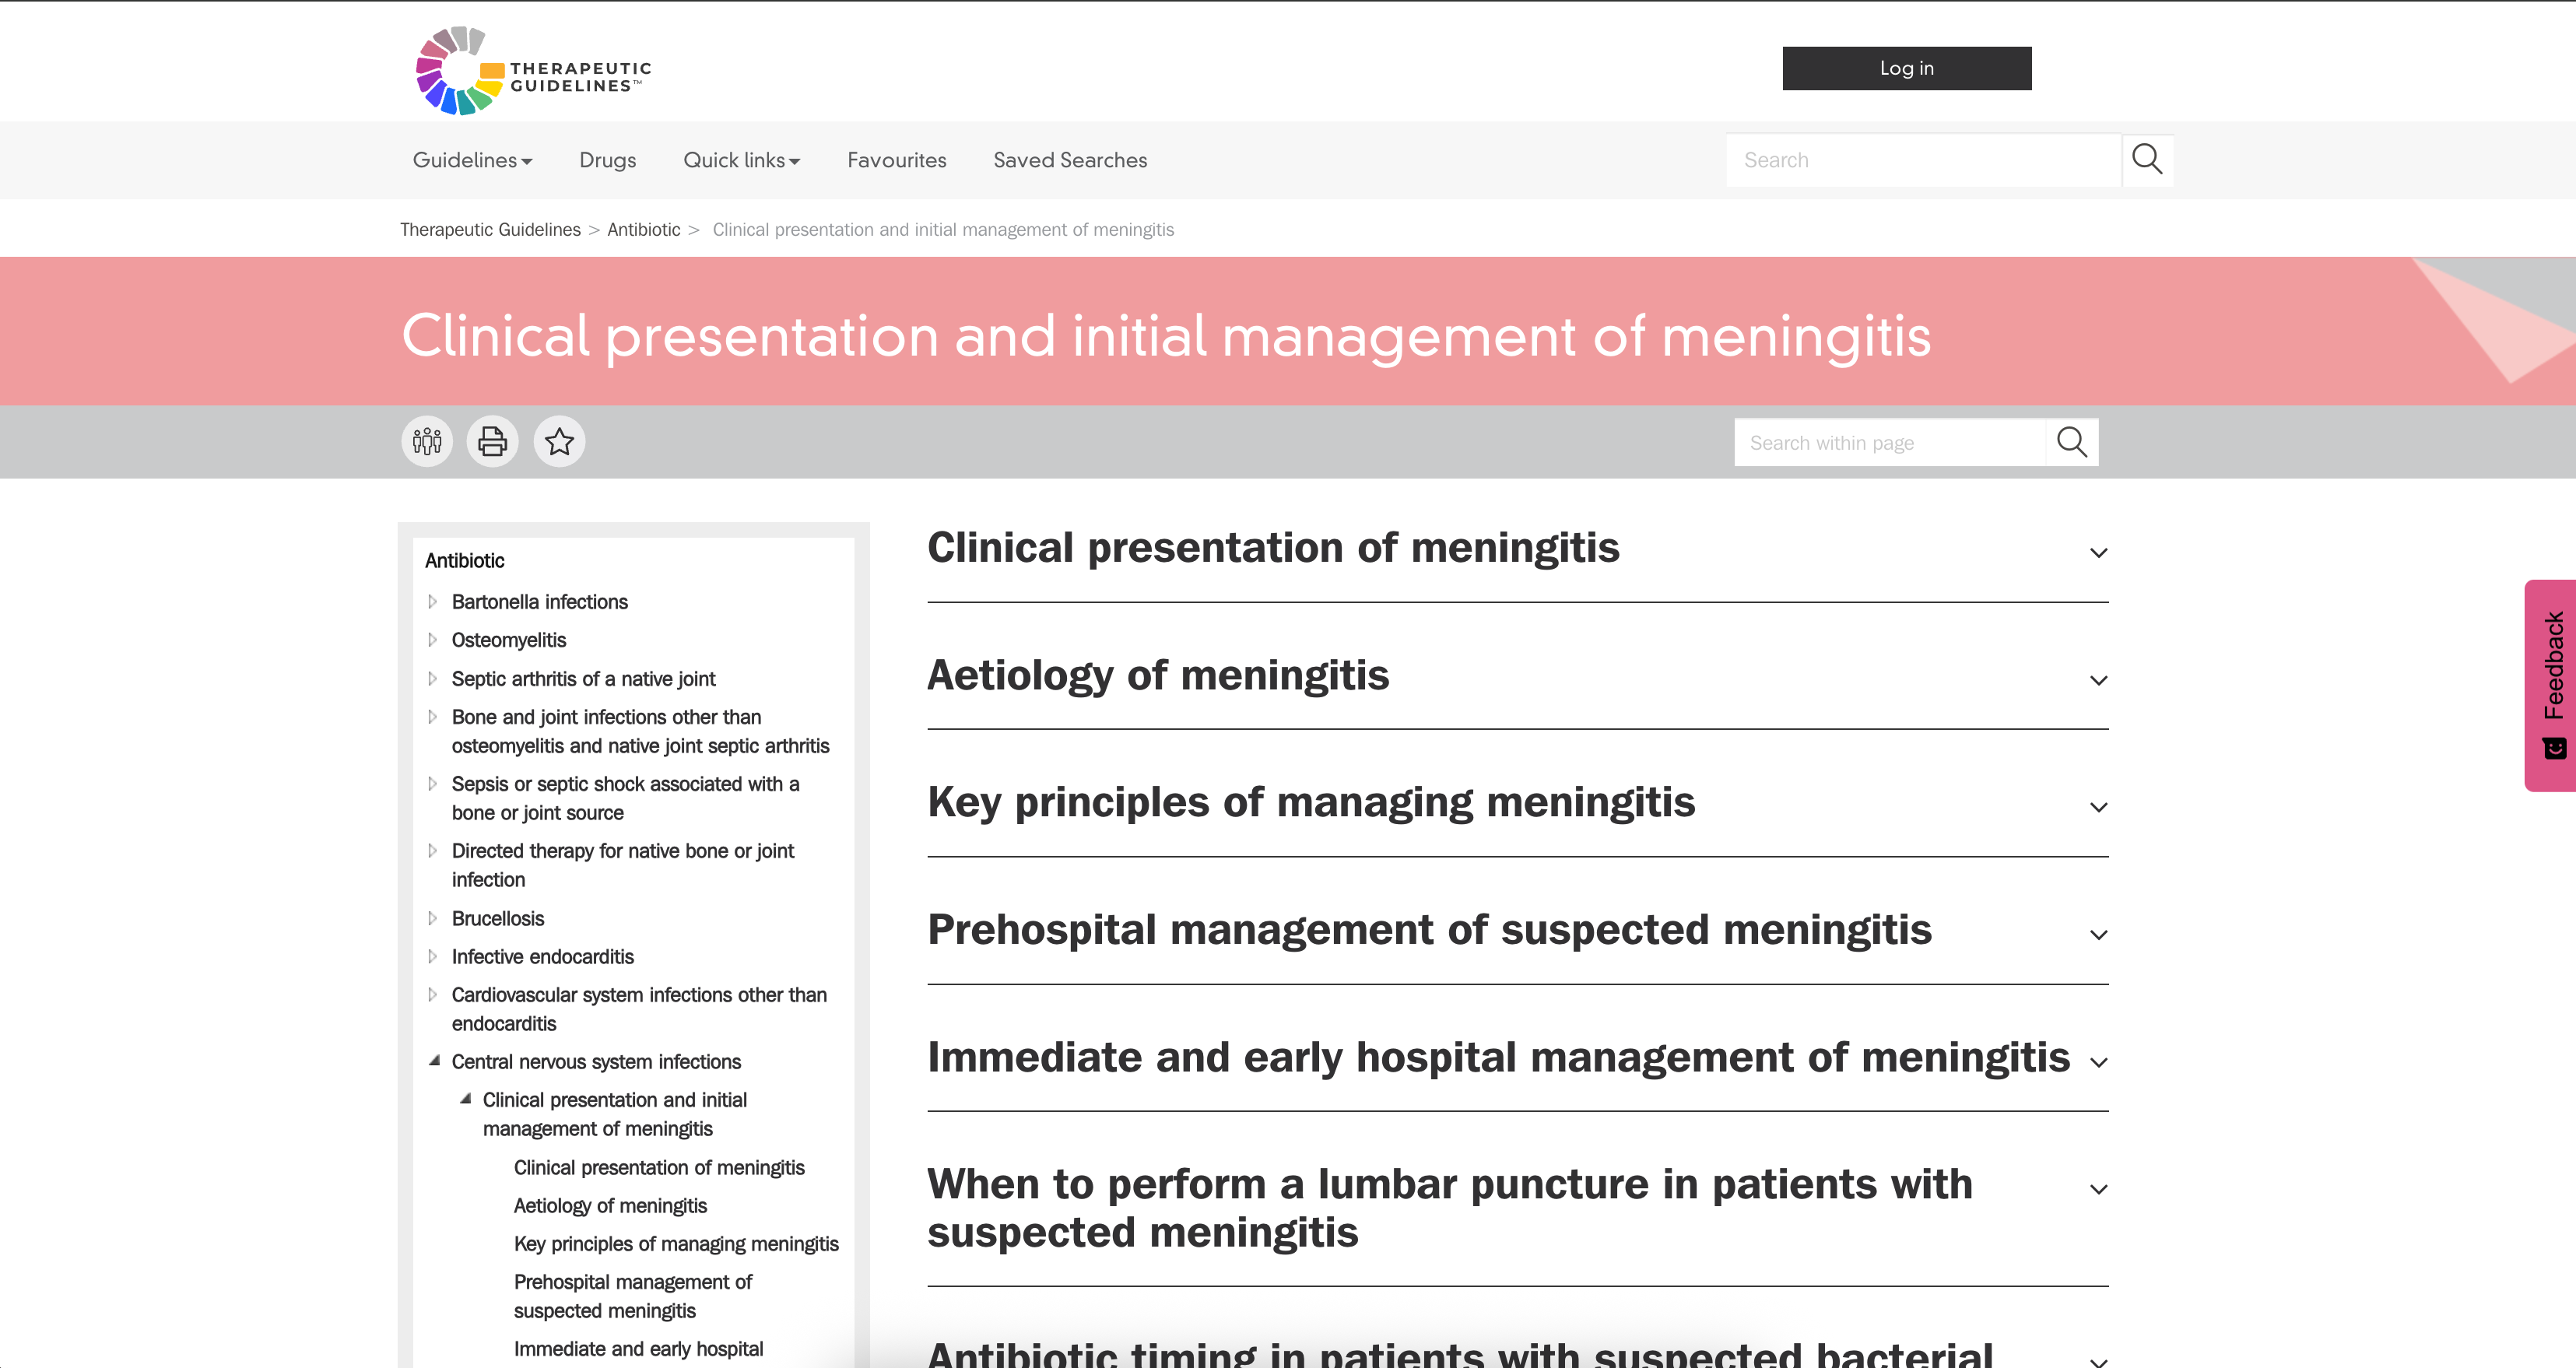 THERAPEUTIC
GUIDELINES™
Log in
Guidelines
Drugs
Quick links
Favourites
Saved Searches
Search
Therapeutic Guidelines > Antibiotic > Clinical presentation and initial management of meningitis
Clinical presentation and initial management of meningitis
Search within page
Antibiotic
Bartonella infections
Osteomyelitis
Septic arthritis of a native joint
Bone and joint infections other than
osteomyelitis and native joint septic arthritis
Sepsis or septic shock associated with a
bone or joint source
Directed therapy for native bone or joint
infection
Brucellosis
Infective endocarditis
Cardiovascular system infections other than
endocarditis
Central nervous system infections
Clinical presentation and initial
management of meningitis
Clinical presentation of meningitis
Aetiology of meningitis
Key principles of managing meningitis
Prehospital management of
suspected meningitis
Immediate and early hospital
Clinical presentation of meningitis
Aetiology of meningitis
Key principles of managing meningitis
Prehospital management of suspected meningitis
Immediate and early hospital management of meningitis
When to perform a lumbar puncture in patients with
suspected meningitis
Antibiotic timing in patients with suspected bacterial
Feedback